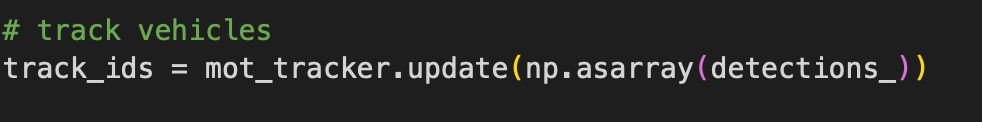 # track vehicles
track_ids = mot_tracker.update(np.asarray(detections_))